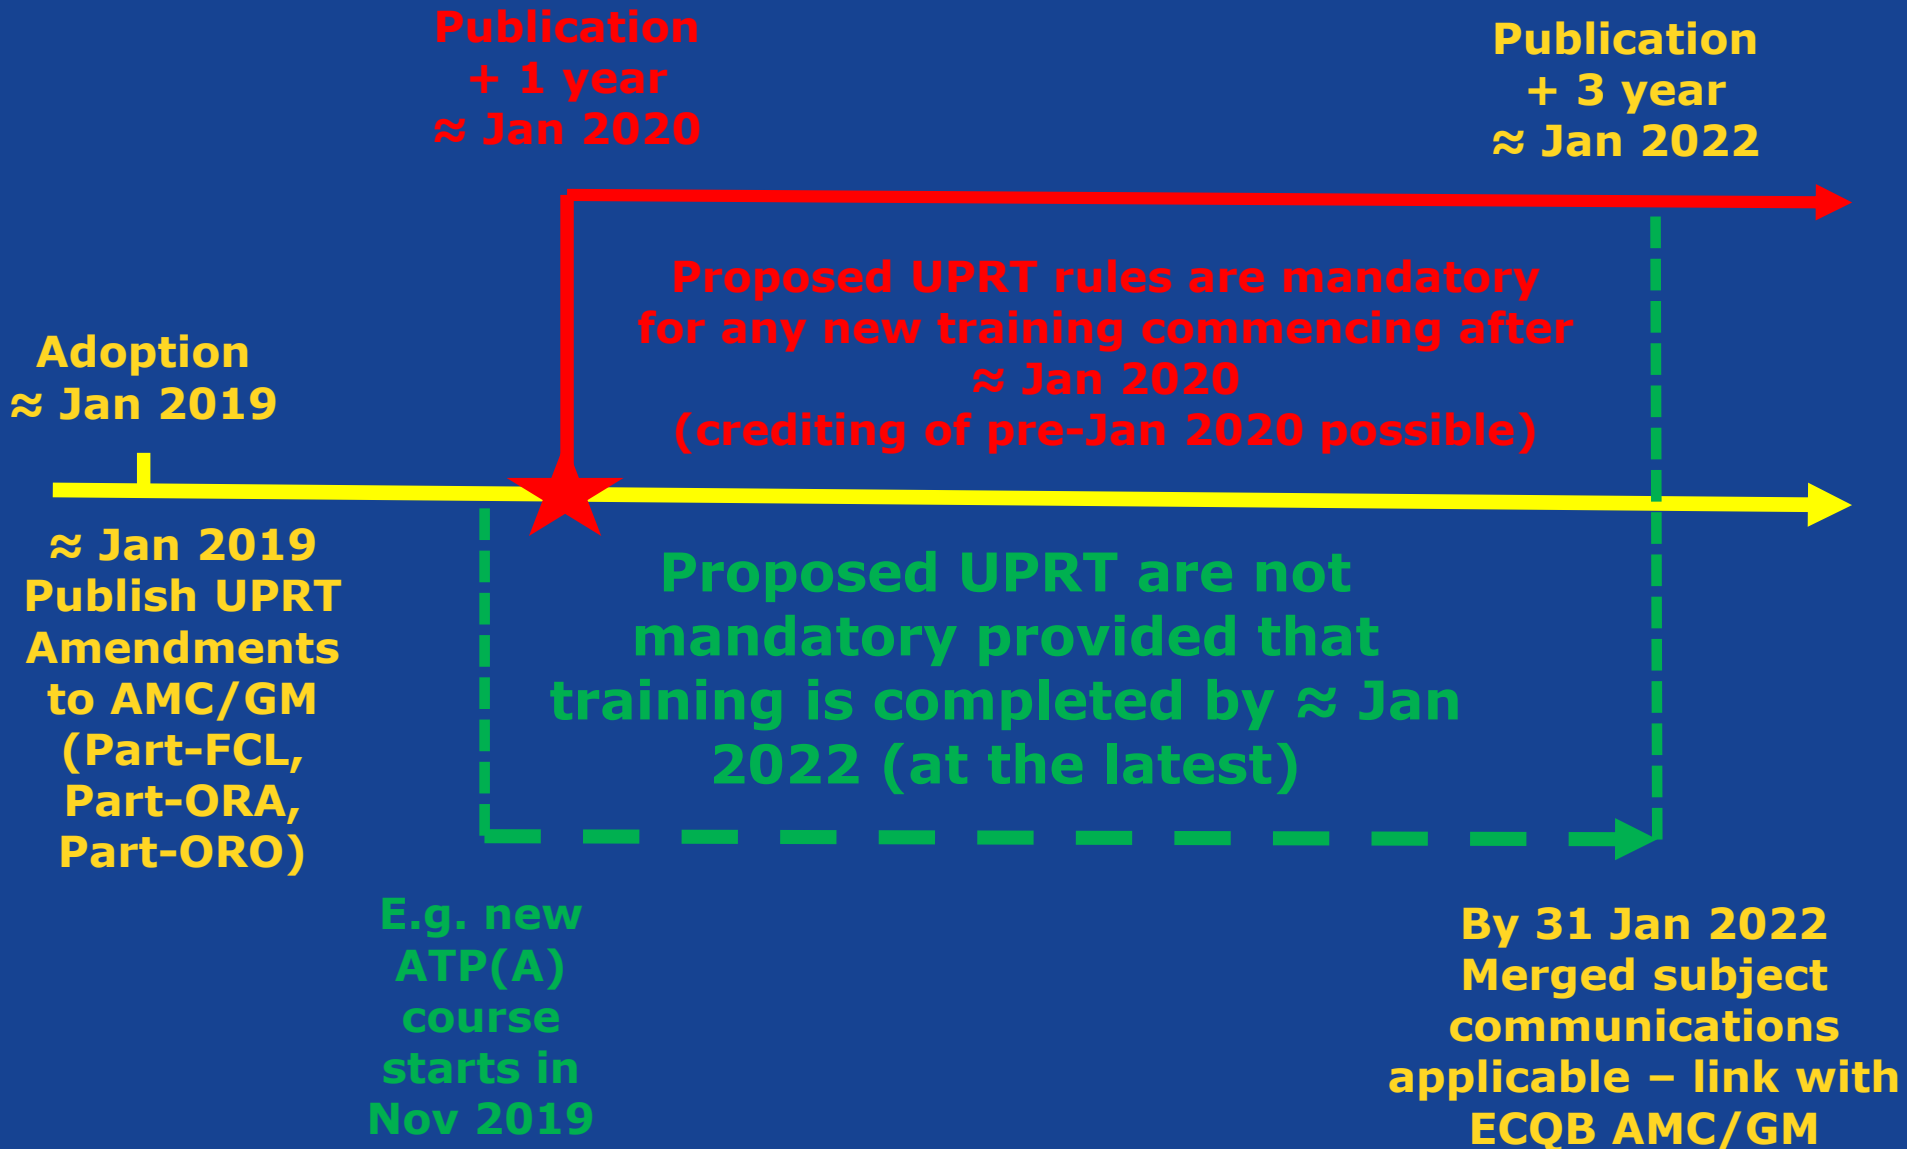 Publication
+ 1 year
≈ Jan 2020
Publication
+ 3 year
≈ Jan 2022
Proposed UPRT rules are mandatory
for any new training commencing after
≈ Jan 2020
(crediting of pre-Jan 2020 possible)
Adoption
≈ Jan 2019
≈ Jan 2019
Publish UPRT
Amendments
to AMC/GM
(Part-FCL,
Part-ORA,
Part-ORO)
Proposed UPRT are not
mandatory provided that
training is completed by ≈ Jan
2022 (at the latest)
E.g. new
ATP(A)
course
starts in
Nov 2019
By 31 Jan 2022
Merged subject
communications
applicable – link with
ECQB AMC/GM